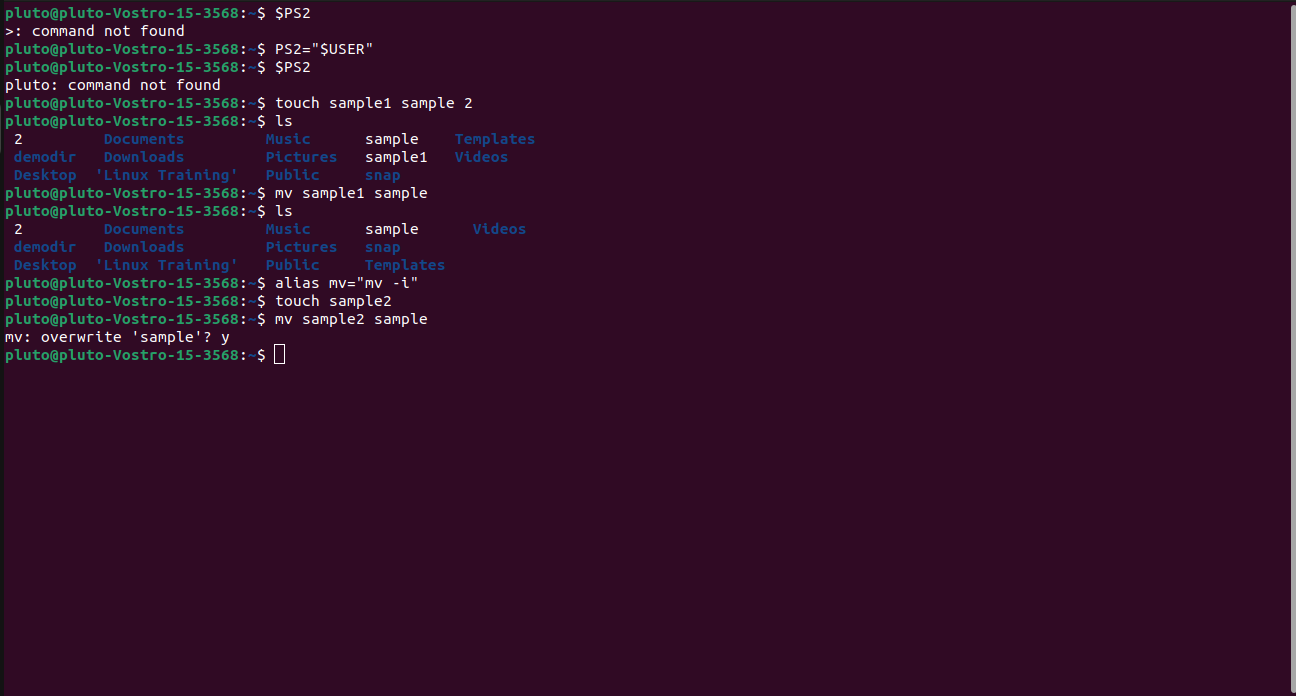 pluto@pluto-Vostro-15-3568:~$ $PS2
>: command not found
pluto@pluto-Vostro-15-3568:~$ PS2="$USER"
pluto@pluto-Vostro-15-3568:~$ $PS2
pluto: command not found
pluto@pluto-Vostro-15-3568:~$ touch sample1 sample 2
pluto@pluto-Vostro-15-3568:~$ ls
 2         Documents         Music      sample    Templates
 demodir   Downloads         Pictures   sample1   Videos
 Desktop  'Linux Training'   Public     snap
pluto@pluto-Vostro-15-3568:~$ mv sample1 sample
pluto@pluto-Vostro-15-3568:~$ ls
 2         Documents         Music      sample      Videos
 demodir   Downloads         Pictures   snap
 Desktop  'Linux Training'   Public     Templates
pluto@pluto-Vostro-15-3568:~$ alias mv="mv -i"
pluto@pluto-Vostro-15-3568:~$ touch sample2
pluto@pluto-Vostro-15-3568:~$ mv sample2 sample
mv: overwrite 'sample'? y
pluto@pluto-Vostro-15-3568:~$